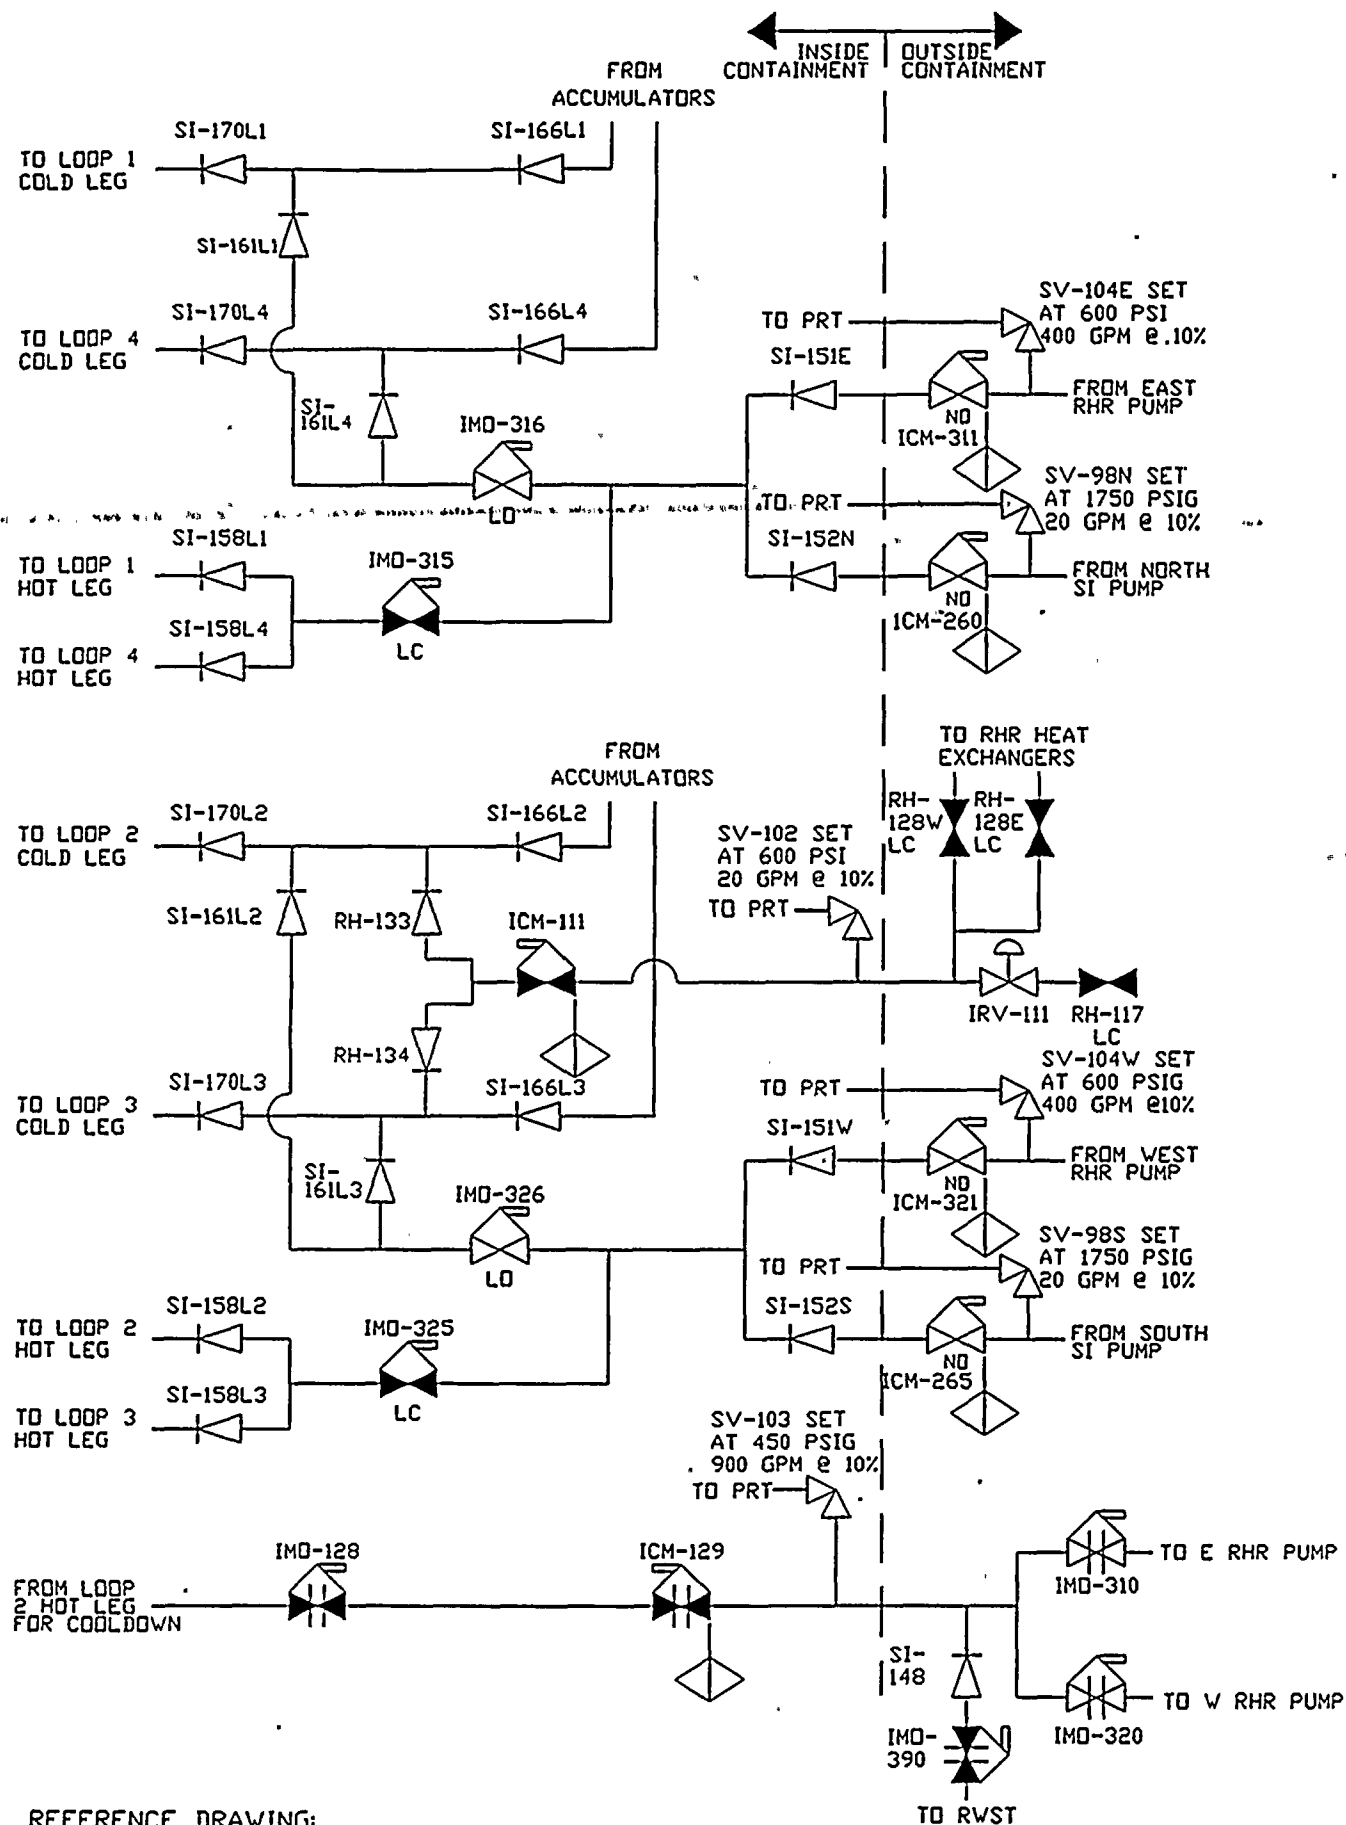 INSIDE
CONTAINMENT
OUTSIDE
CONTAINMENT
FROM
ACCUMULATORS
SI-170L1
SI-166L1
TO LOOP 1
COLD LEG
SI-161L1
SI-170L4
SI-166L4
TO LOOP 4
COLD LEG
SI-
161L4
IMO-316
LO
TO PRT
SV-104E SET
AT 600 PSI
400 GPM @ 10%
SI-151E
NO
ICM-311
FROM EAST
RHR PUMP
TO PRT
SV-98N SET
AT 1750 PSIG
20 GPM @ 10%
SI-152N
NO
ICM-260
FROM NORTH
SI PUMP
SI-158L1
TO LOOP 1
HOT LEG
IMO-315
LC
SI-158L4
TO LOOP 4
HOT LEG
FROM
ACCUMULATORS
TO RHR HEAT
EXCHANGERS
SI-170L2
SI-166L2
TO LOOP 2
COLD LEG
SV-102 SET
AT 600 PSI
20 GPM @ 10%
TO PRT
RH-
128W
LC
RH-
128E
LC
SI-161L2
RH-133
ICM-111
IRV-111
RH-117
LC
RH-134
SI-170L3
SI-166L3
TO LOOP 3
COLD LEG
TO PRT
SV-104W SET
AT 600 PSIG
400 GPM @10%
SI-151W
NO
ICM-321
FROM WEST
RHR PUMP
SI-
161L3
IMO-326
LO
TO PRT
SV-98S SET
AT 1750 PSIG
20 GPM @ 10%
SI-152S
NO
ICM-265
FROM SOUTH
SI PUMP
SI-158L2
TO LOOP 2
HOT LEG
IMO-325
LC
SI-158L3
TO LOOP 3
HOT LEG
SV-103 SET
AT 450 PSIG
900 GPM @ 10%
TO PRT
IMO-128
ICM-129
FROM LOOP
2 HOT LEG
FOR COOLDOWN
IMO-310
TO E RHR PUMP
SI-
148
IMO-320
TO W RHR PUMP
IMO-
390
TO RWST
REFERENCE DRAWING: